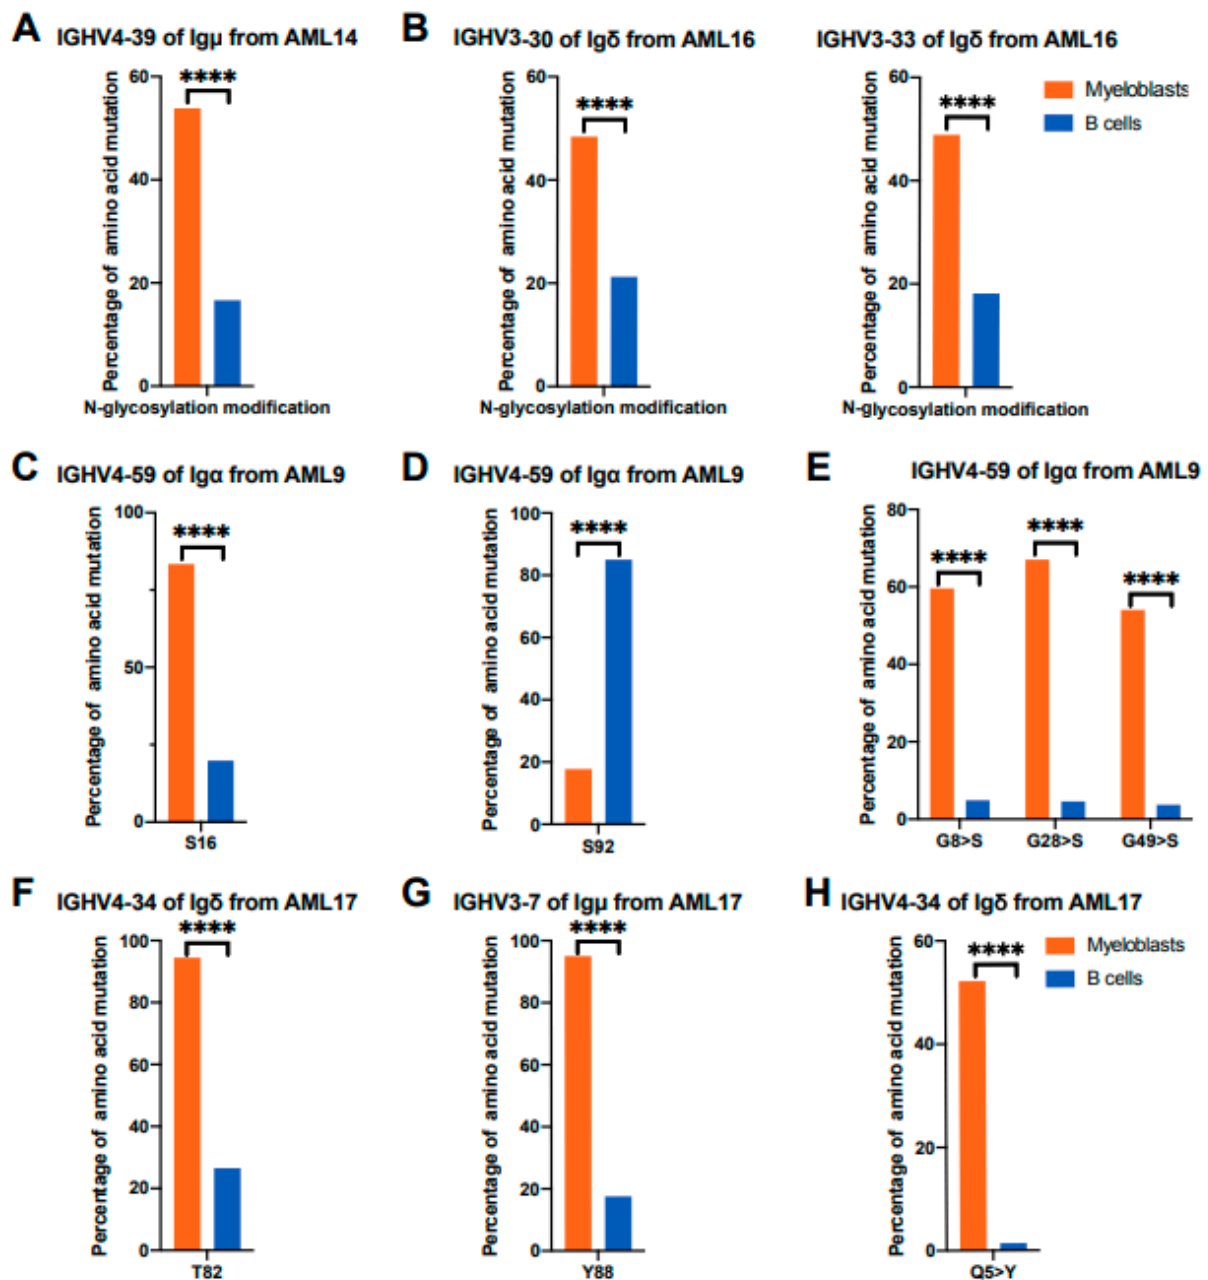 A IGHV4-39 of Igμ from AML14
Percentage of amino acid mutation
60
40
20
0
****
N-glycosylation modification
B IGHV3-30 of Igδ from AML16
Percentage of amino acid mutation
60
40
20
0
****
N-glycosylation modification
IGHV3-33 of Igδ from AML16
Percentage of amino acid mutation
60
40
20
0
****
N-glycosylation modification
Myeloblasts
B cells
C IGHV4-59 of Igα from AML9
Percentage of amino acid mutation
100
50
0
****
S16
D IGHV4-59 of Igα from AML9
Percentage of amino acid mutation
100
80
60
40
20
0
****
S92
E IGHV4-59 of Igα from AML9
Percentage of amino acid mutation
80
60
40
20
0
****
****
****
G8>S G28>S G49>S
F IGHV4-34 of Igδ from AML17
Percentage of amino acid mutation
100
80
60
40
20
0
****
T82
G IGHV3-7 of Igμ from AML17
Percentage of amino acid mutation
100
80
60
40
20
0
****
Y88
H IGHV4-34 of Igδ from AML17
Percentage of amino acid mutation
60
40
20
0
****
Q5>Y
Myeloblasts
B cells